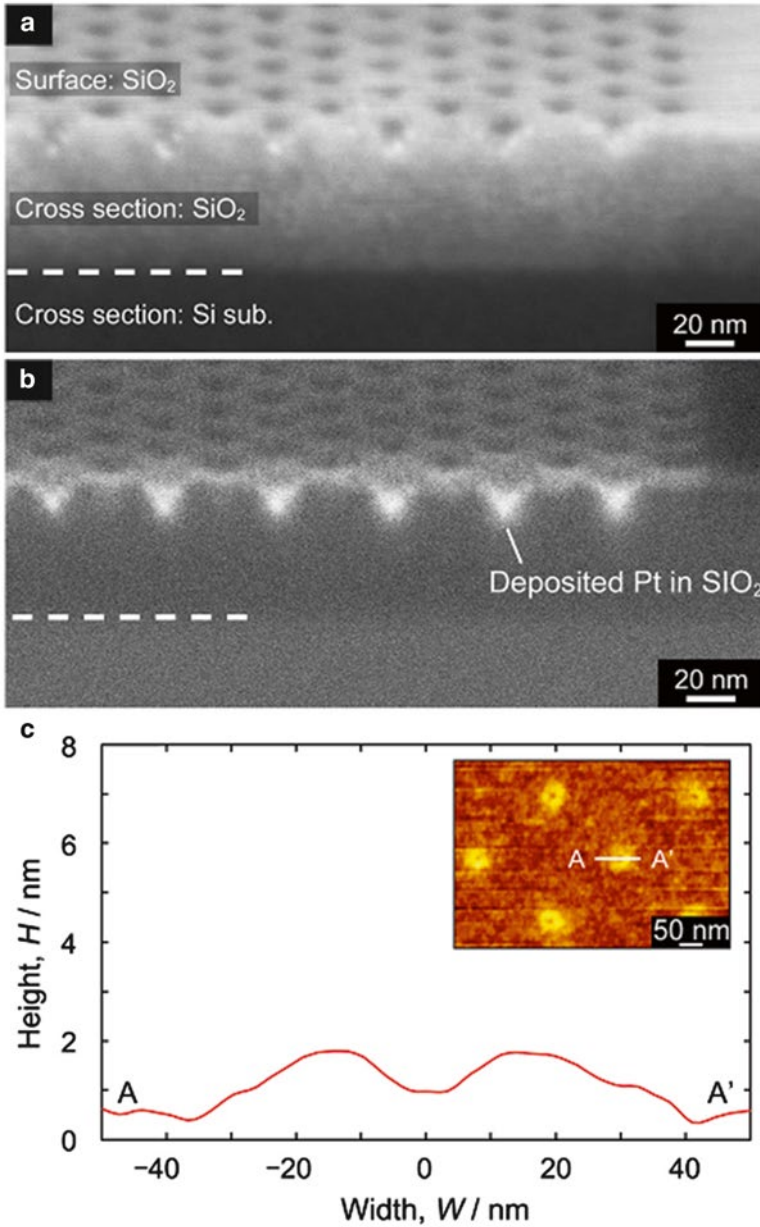 a
Surface: SiO₂
Cross section: SiO₂
Cross section: Si sub.
20 nm
b
Deposited Pt in SIO₂
20 nm
c
8
6
4
2
0
Height, H / nm
A
A'
A
A'
50 nm
−40
−20
0
20
40
Width, W / nm